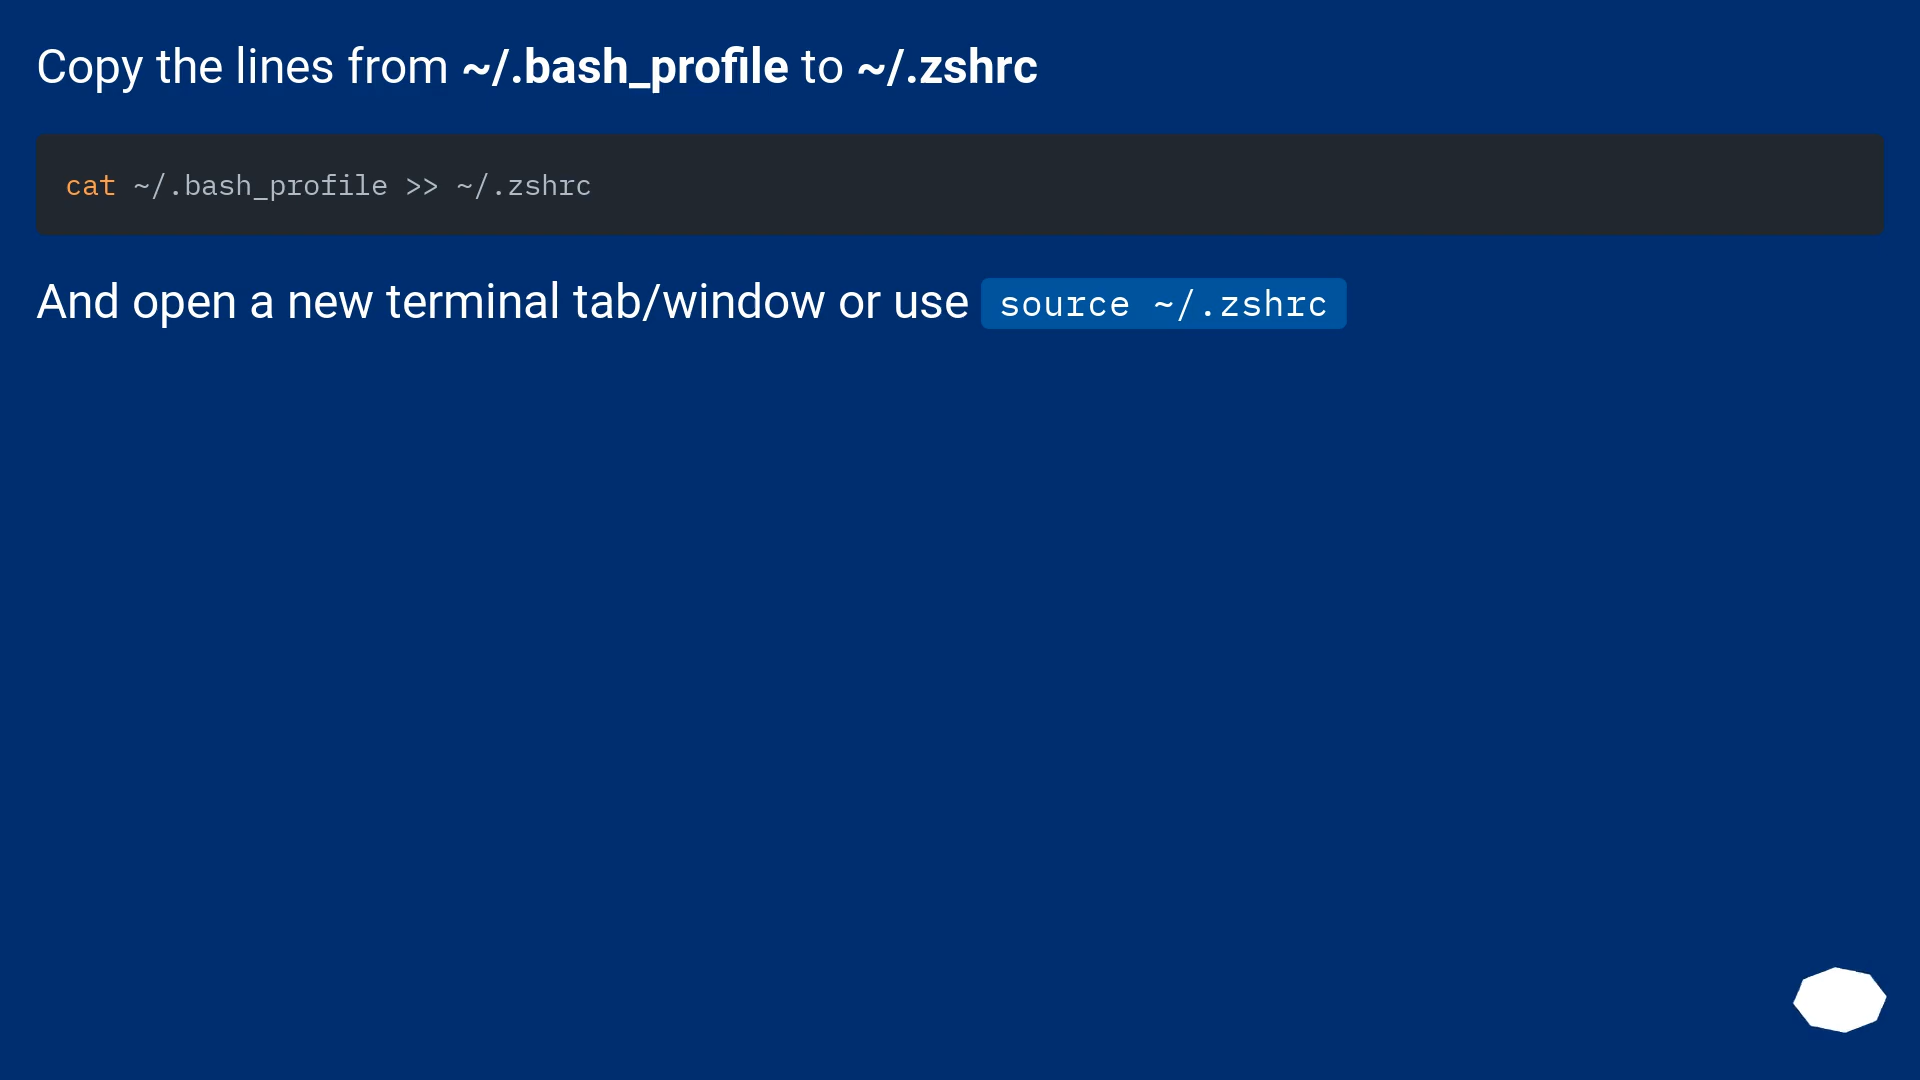 Copy the lines from ~/.bash_profile to ~/.zshrc
cat ~/.bash_profile >> ~/.zshrc
And open a new terminal tab/window or use source ~/.zshrc